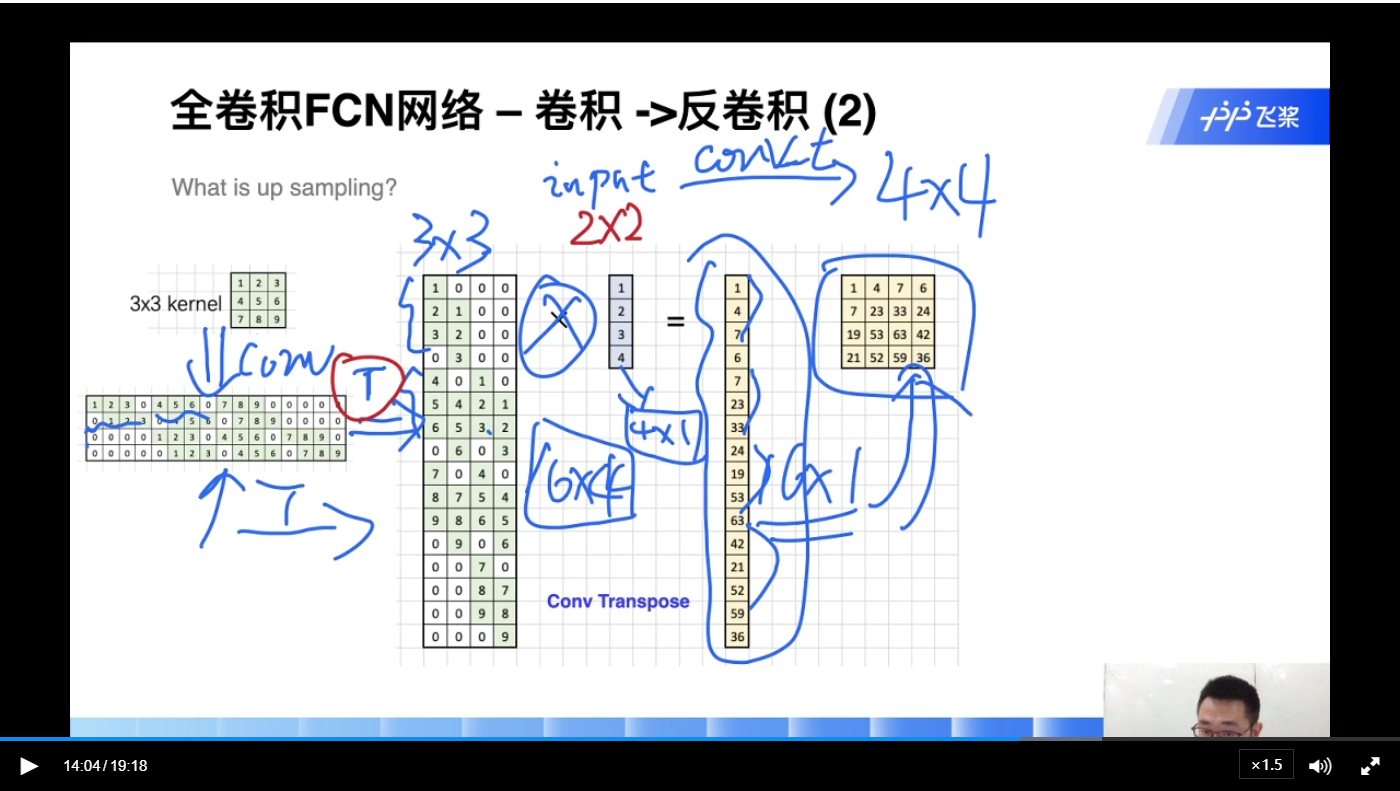 全卷积FCN网络 – 卷积 ->反卷积 (2)
飞桨
What is up sampling?
input
convt
4x4
2x2
3x3
3x3 kernel
1 2 3
4 5 6
7 8 9
conv
T
1 2 3 0 4 5 6 0 7 8 9 0 0 0 0
0 1 2 3 0 4 5 6 0 7 8 9 0 0 0 0
0 0 0 0 1 2 3 0 4 5 6 0 7 8 9 0
0 0 0 0 0 1 2 3 0 4 5 6 0 7 8 9
T
1 0 0 0
2 1 0 0
3 2 0 0
0 3 0 0
4 0 1 0
5 4 2 1
6 5 3 2
0 6 0 3
7 0 4 0
8 7 5 4
9 8 6 5
0 9 0 6
0 0 7 0
0 0 8 7
0 0 9 8
0 0 0 9
X
16x4
1
2
3
4
4x1
=
1
4
7
6
7
23
33
24
19
53
63
42
21
52
59
36
16x1
1 4 7 6
7 23 33 24
19 53 63 42
21 52 59 36
Conv Transpose
14:04/19:18
×1.5